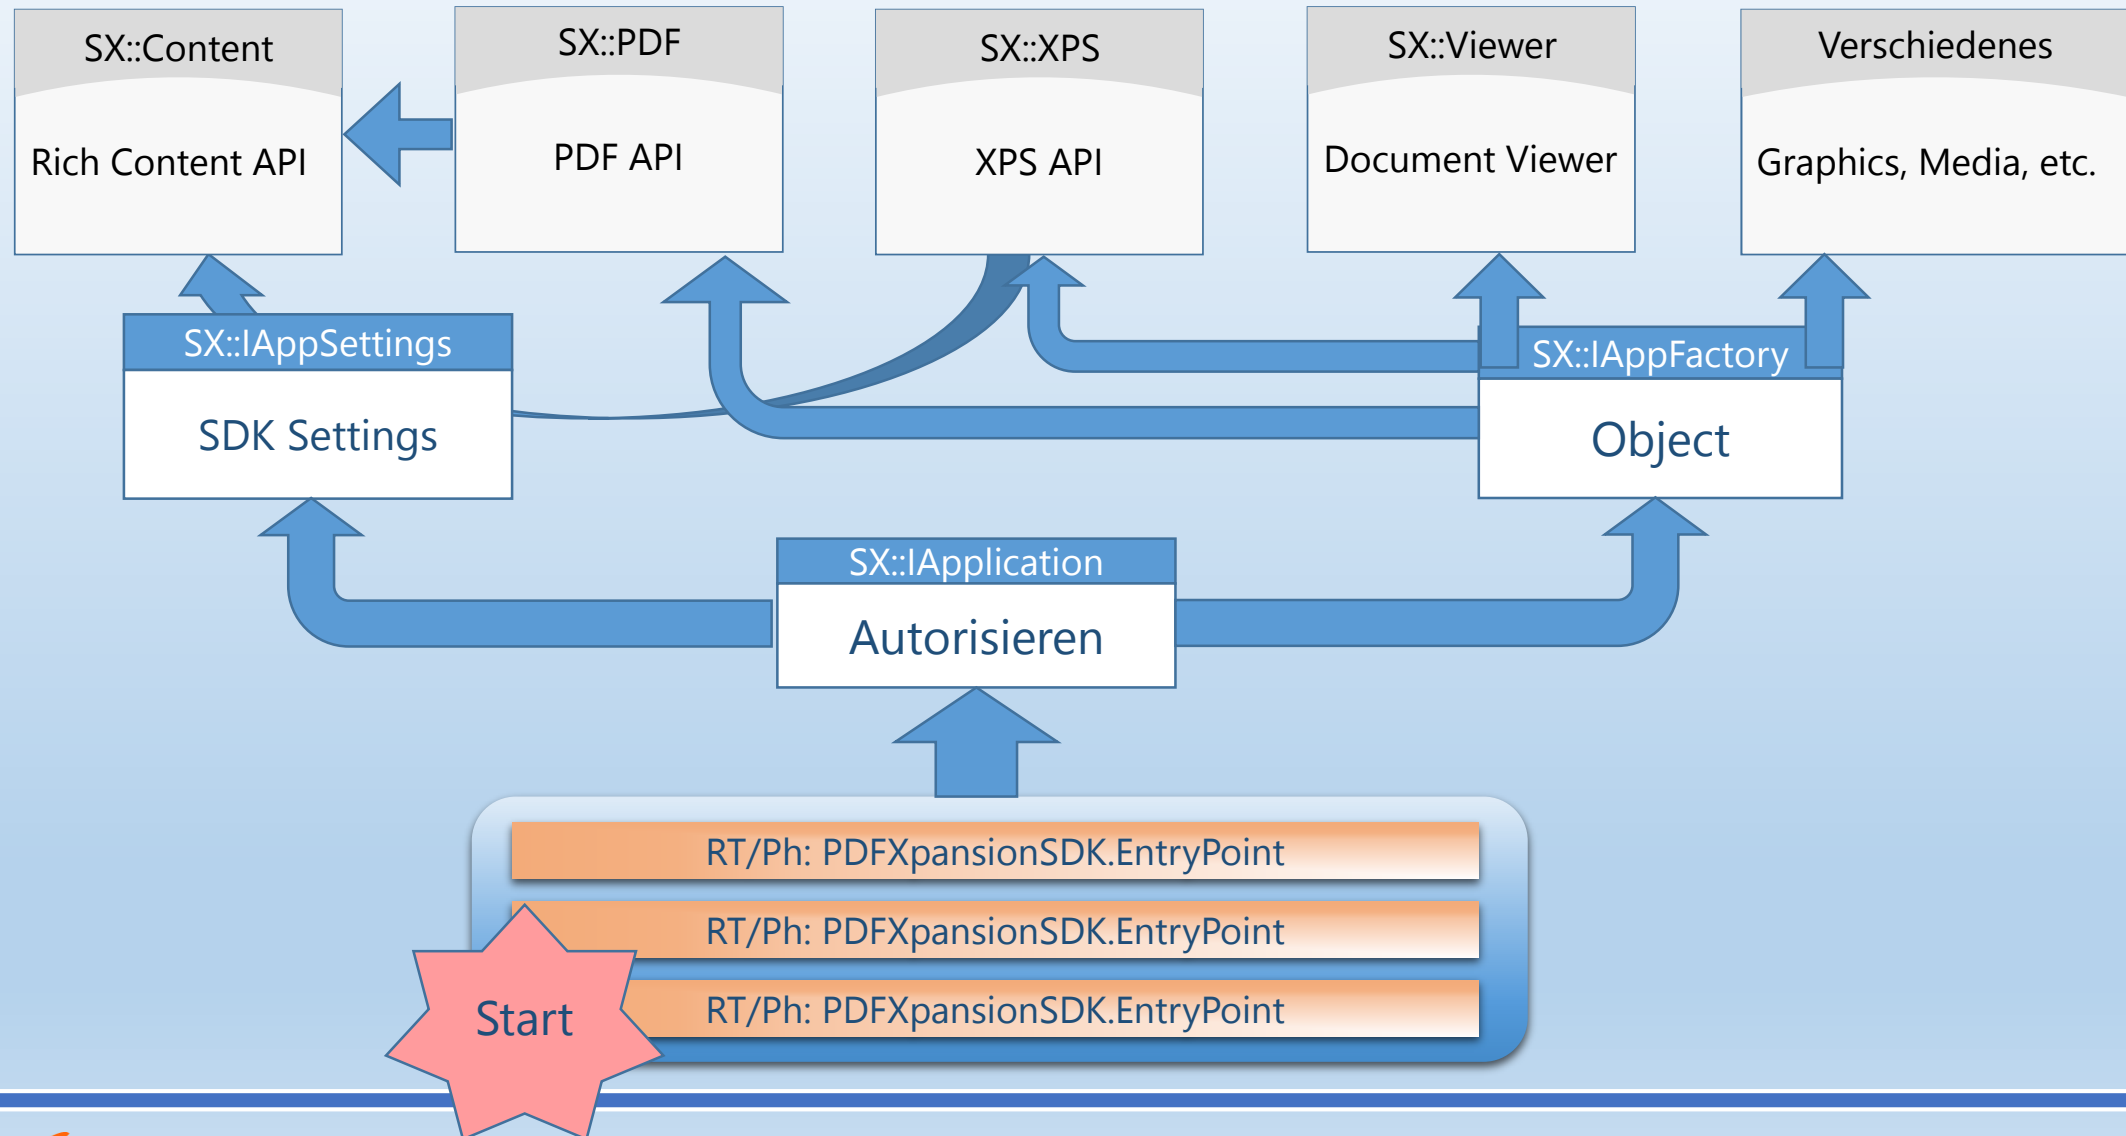 SX::Content
Rich Content API
SX::PDF
PDF API
SX::XPS
XPS API
SX::Viewer
Document Viewer
Verschiedenes
Graphics, Media, etc.
SX::IAppSettings
SDK Settings
SX::IAppFactory
Object
SX::IApplication
Autorisieren
RT/Ph: PDFXpansionSDK.EntryPoint
RT/Ph: PDFXpansionSDK.EntryPoint
RT/Ph: PDFXpansionSDK.EntryPoint
Start